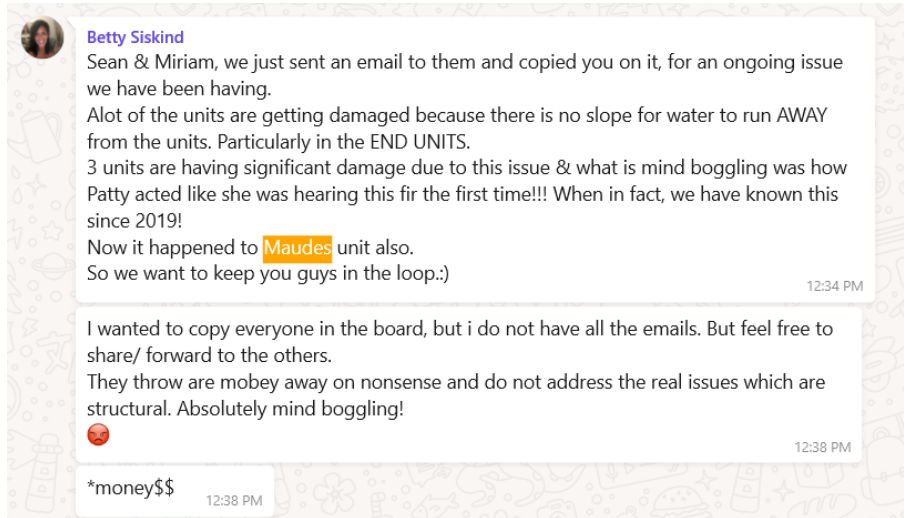 Betty Siskind
Sean & Miriam, we just sent an email to them and copied you on it, for an ongoing issue
we have been having.
Alot of the units are getting damaged because there is no slope for water to run AWAY
from the units. Particularly in the END UNITS.
3 units are having significant damage due to this issue & what is mind boggling was how
Patty acted like she was hearing this fir the first time!!! When in fact, we have known this
since 2019!
Now it happened to Maudes unit also.
So we want to keep you guys in the loop.:)
12:34 PM
I wanted to copy everyone in the board, but i do not have all the emails. But feel free to
share/ forward to the others.
They throw are mobey away on nonsense and do not address the real issues which are
structural. Absolutely mind boggling!
😡
12:38 PM
*money$$
12:38 PM